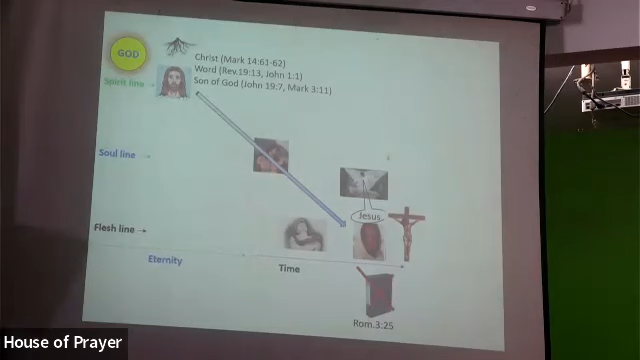 GOD
Christ (Mark 14:61-62)
Word (Rev.19:13, John 1:1)
Son of God (John 19:7, Mark 3:11)
Spirit line →
Soul line →
Jesus
Flesh line →
Eternity
Time
Rom.3:25
House of Prayer